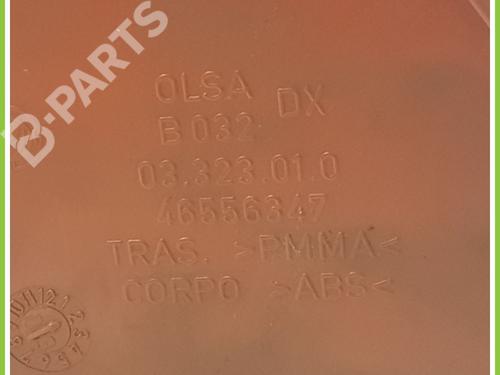 B-PARTS
OLSA DX
B 032
03.323.01.0
46556347
TRAS. >PMMA<
CORPO >ABS<